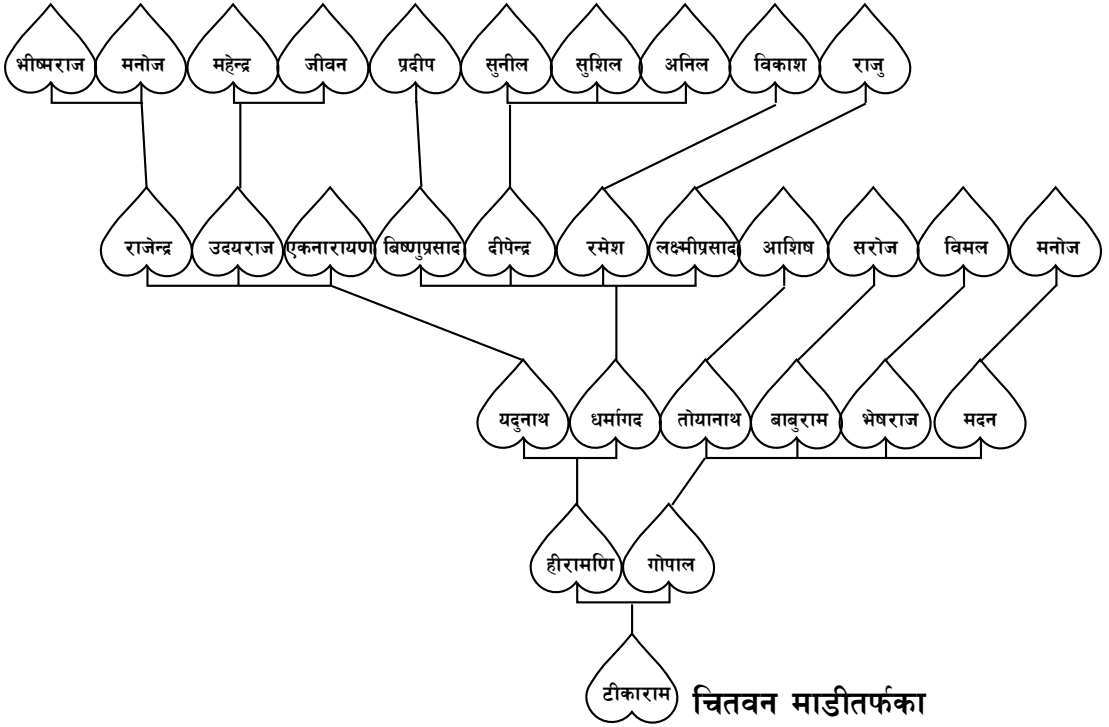 भीष्मराज मनोज महेन्द्र जीवन प्रदीप सुनील सुशिल अनिल विकाश राजु
राजेन्द्र उदयराज एकनारायण बिष्णुप्रसाद दीपेन्द्र रमेश लक्ष्मीप्रसाद आशिष सरोज विमल मनोज
यदुनाथ धर्मागद तोयानाथ बाबुराम भेषराज मदन
हीरामणि गोपाल
टीकाराम चितवन माडीतर्फका